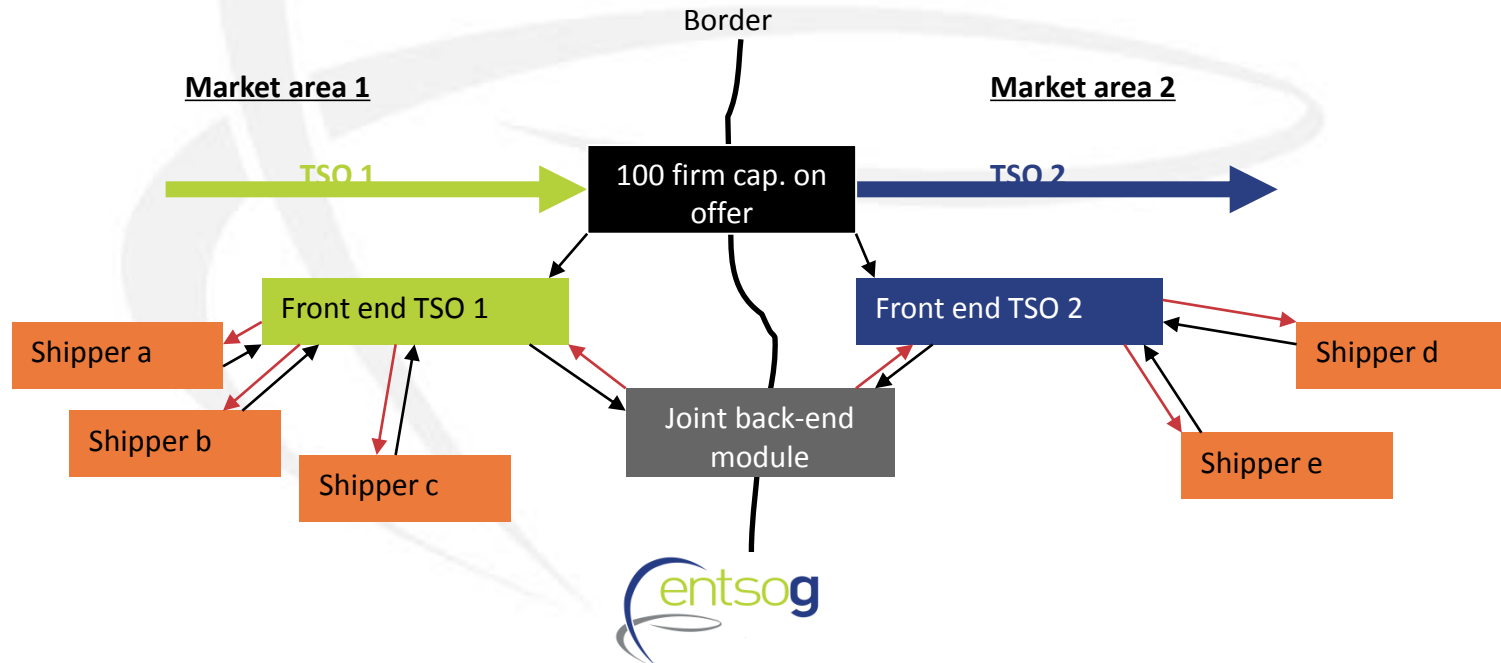 Border
Market area 1
Market area 2
TSO 1
100 firm cap. on
offer
TSO 2
Front end TSO 1
Front end TSO 2
Shipper a
Shipper d
Joint back-end
module
Shipper b
Shipper e
Shipper c
entsog